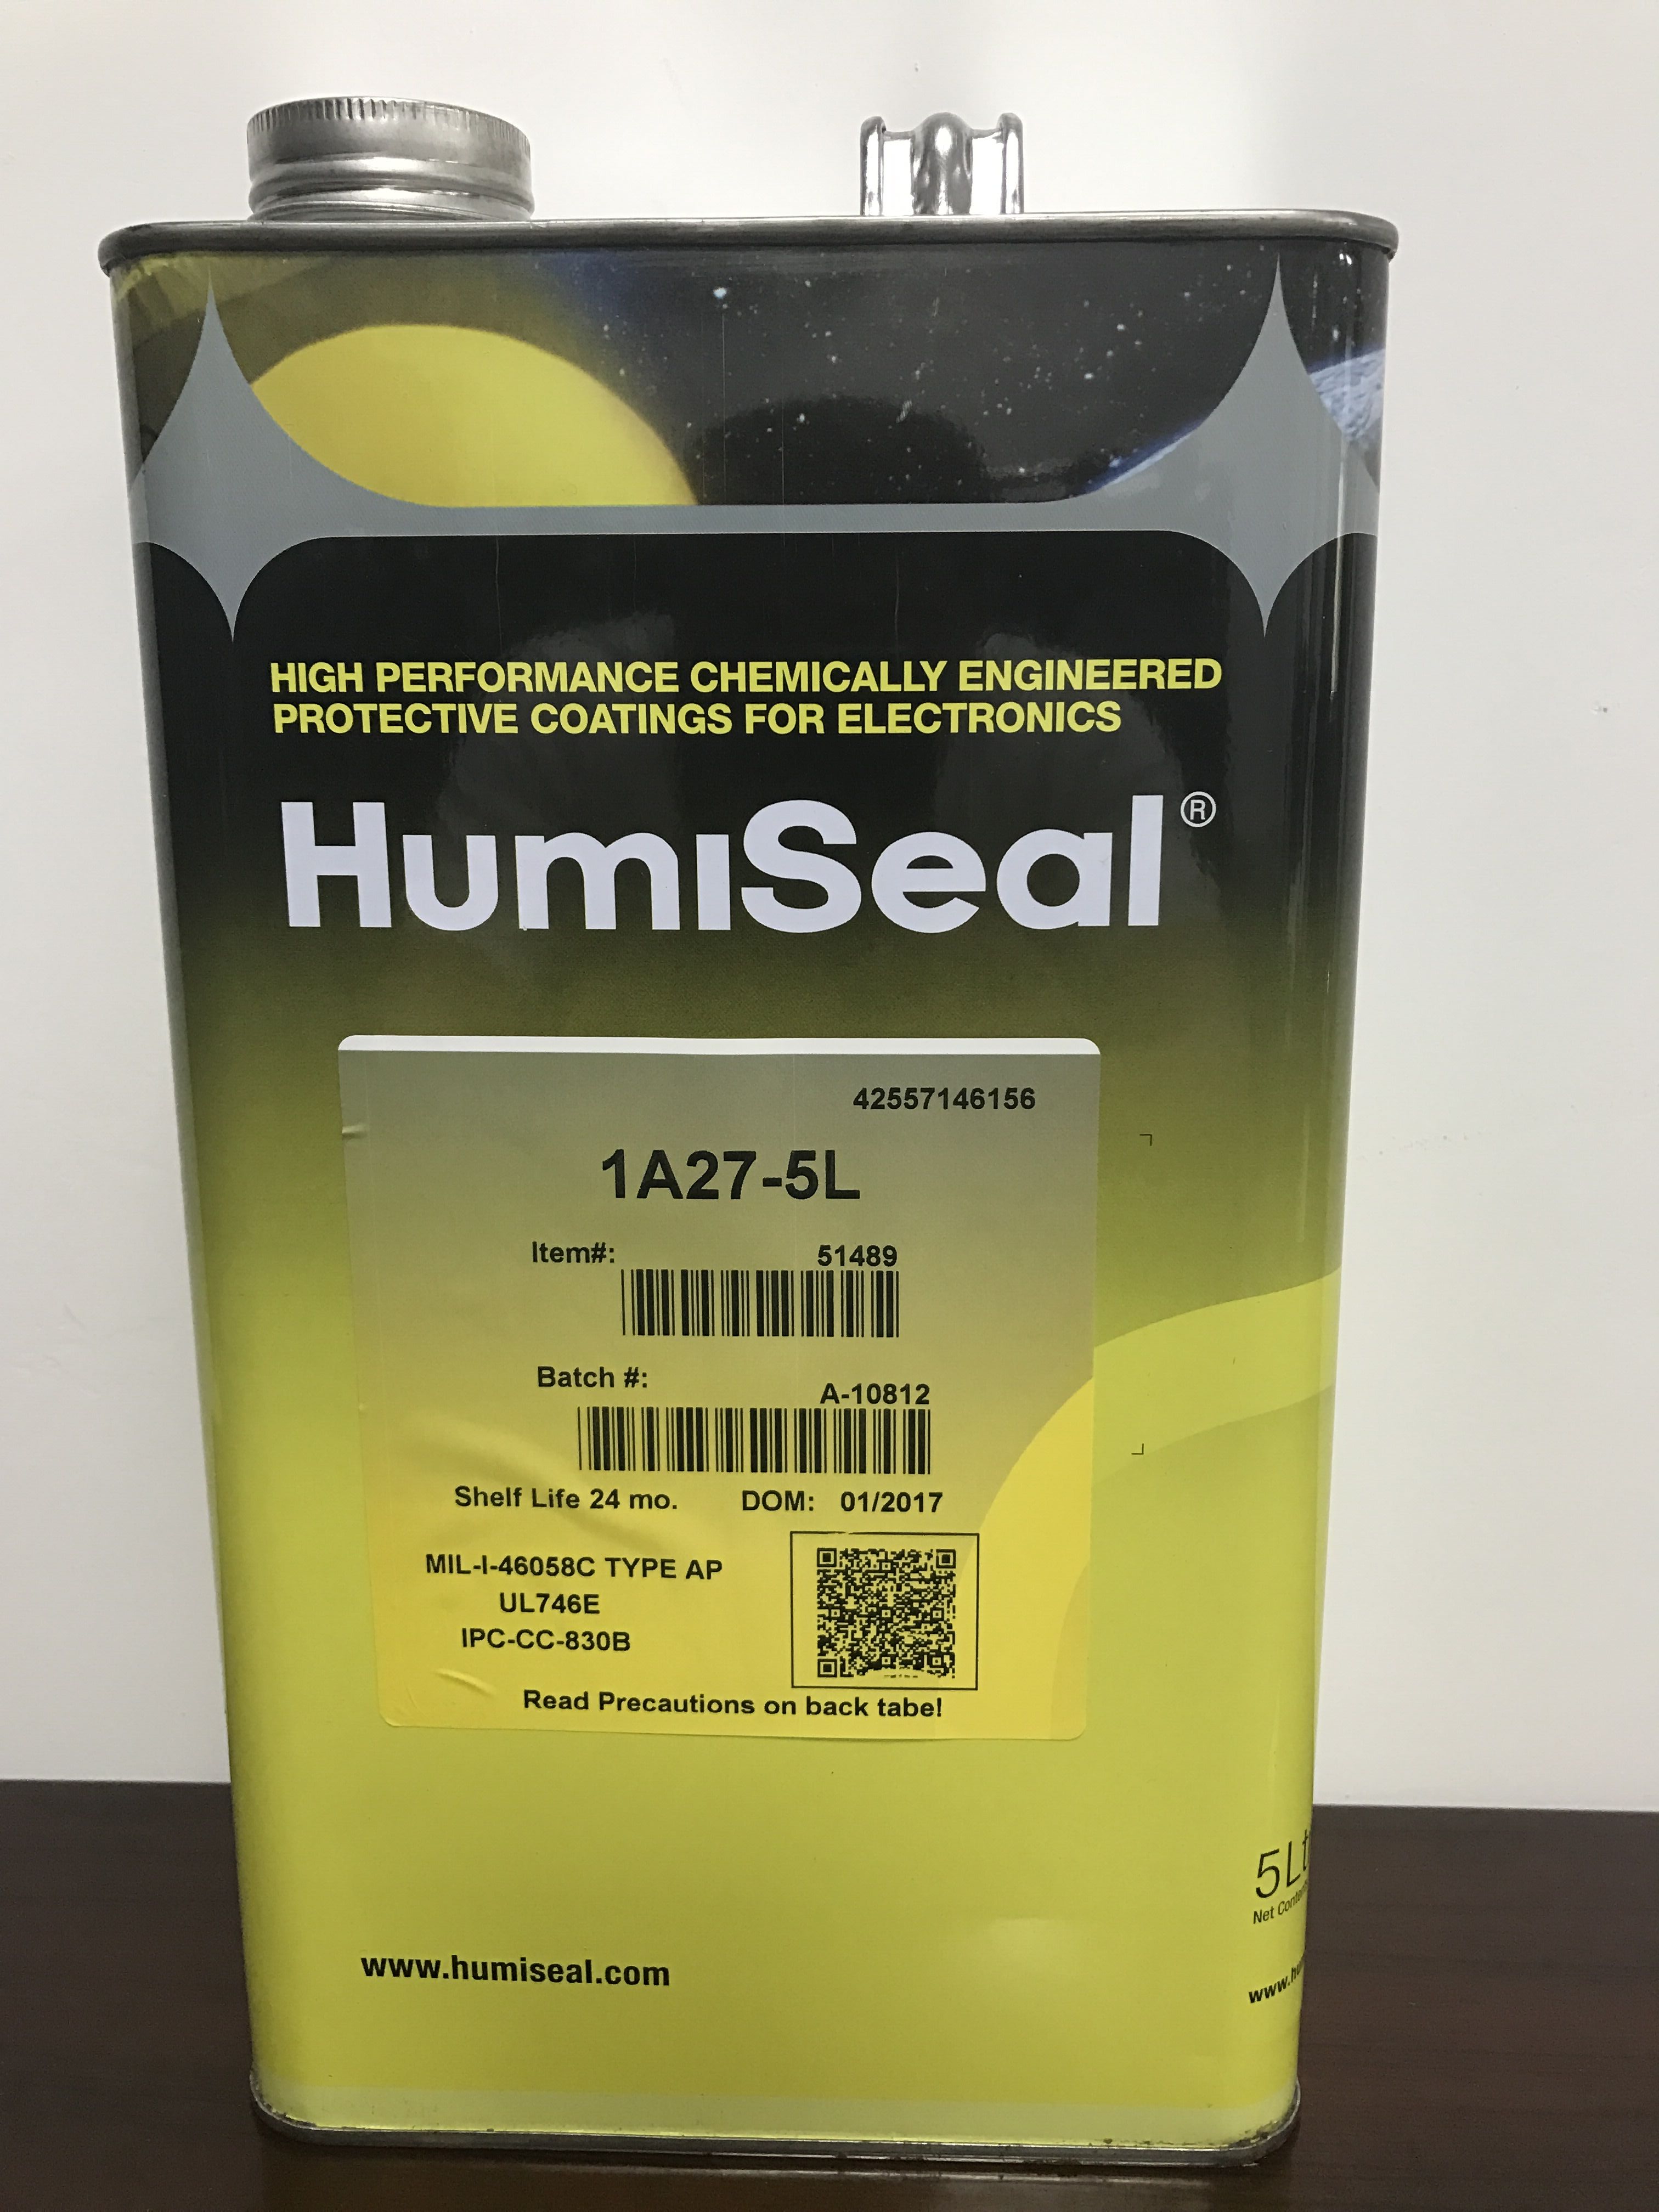 HIGH PERFORMANCE CHEMICALLY ENGINEERED
PROTECTIVE COATINGS FOR ELECTRONICS
HumiSeal®
42557146156
1A27-5L
Item#: 51489
Batch #: A-10812
Shelf Life 24 mo. DOM: 01/2017
MIL-I-46058C TYPE AP
UL746E
IPC-CC-830B
Read Precautions on back tabe!
5Lt
Net
www.humiseal.com